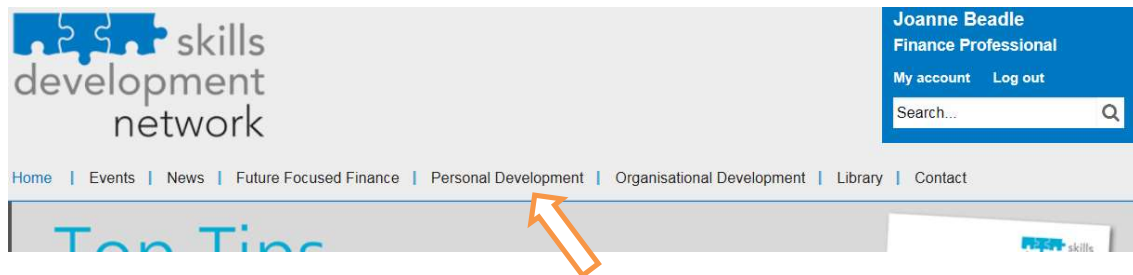 skills
development
network
Joanne Beadle
Finance Professional
My account Log out
Search...
Home | Events | News | Future Focused Finance | Personal Development | Organisational Development | Library | Contact
Top Tips
skills